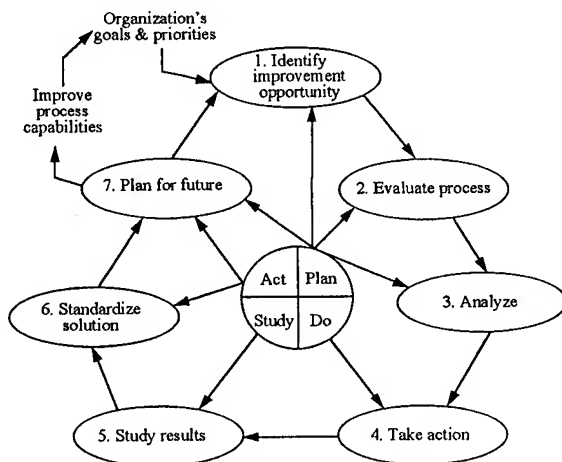 Organization's
goals & priorities
1. Identify
improvement
opportunity
Improve
process
capabilities
7. Plan for future
2. Evaluate process
Act
Plan
Study
Do
6. Standardize
solution
3. Analyze
5. Study results
4. Take action